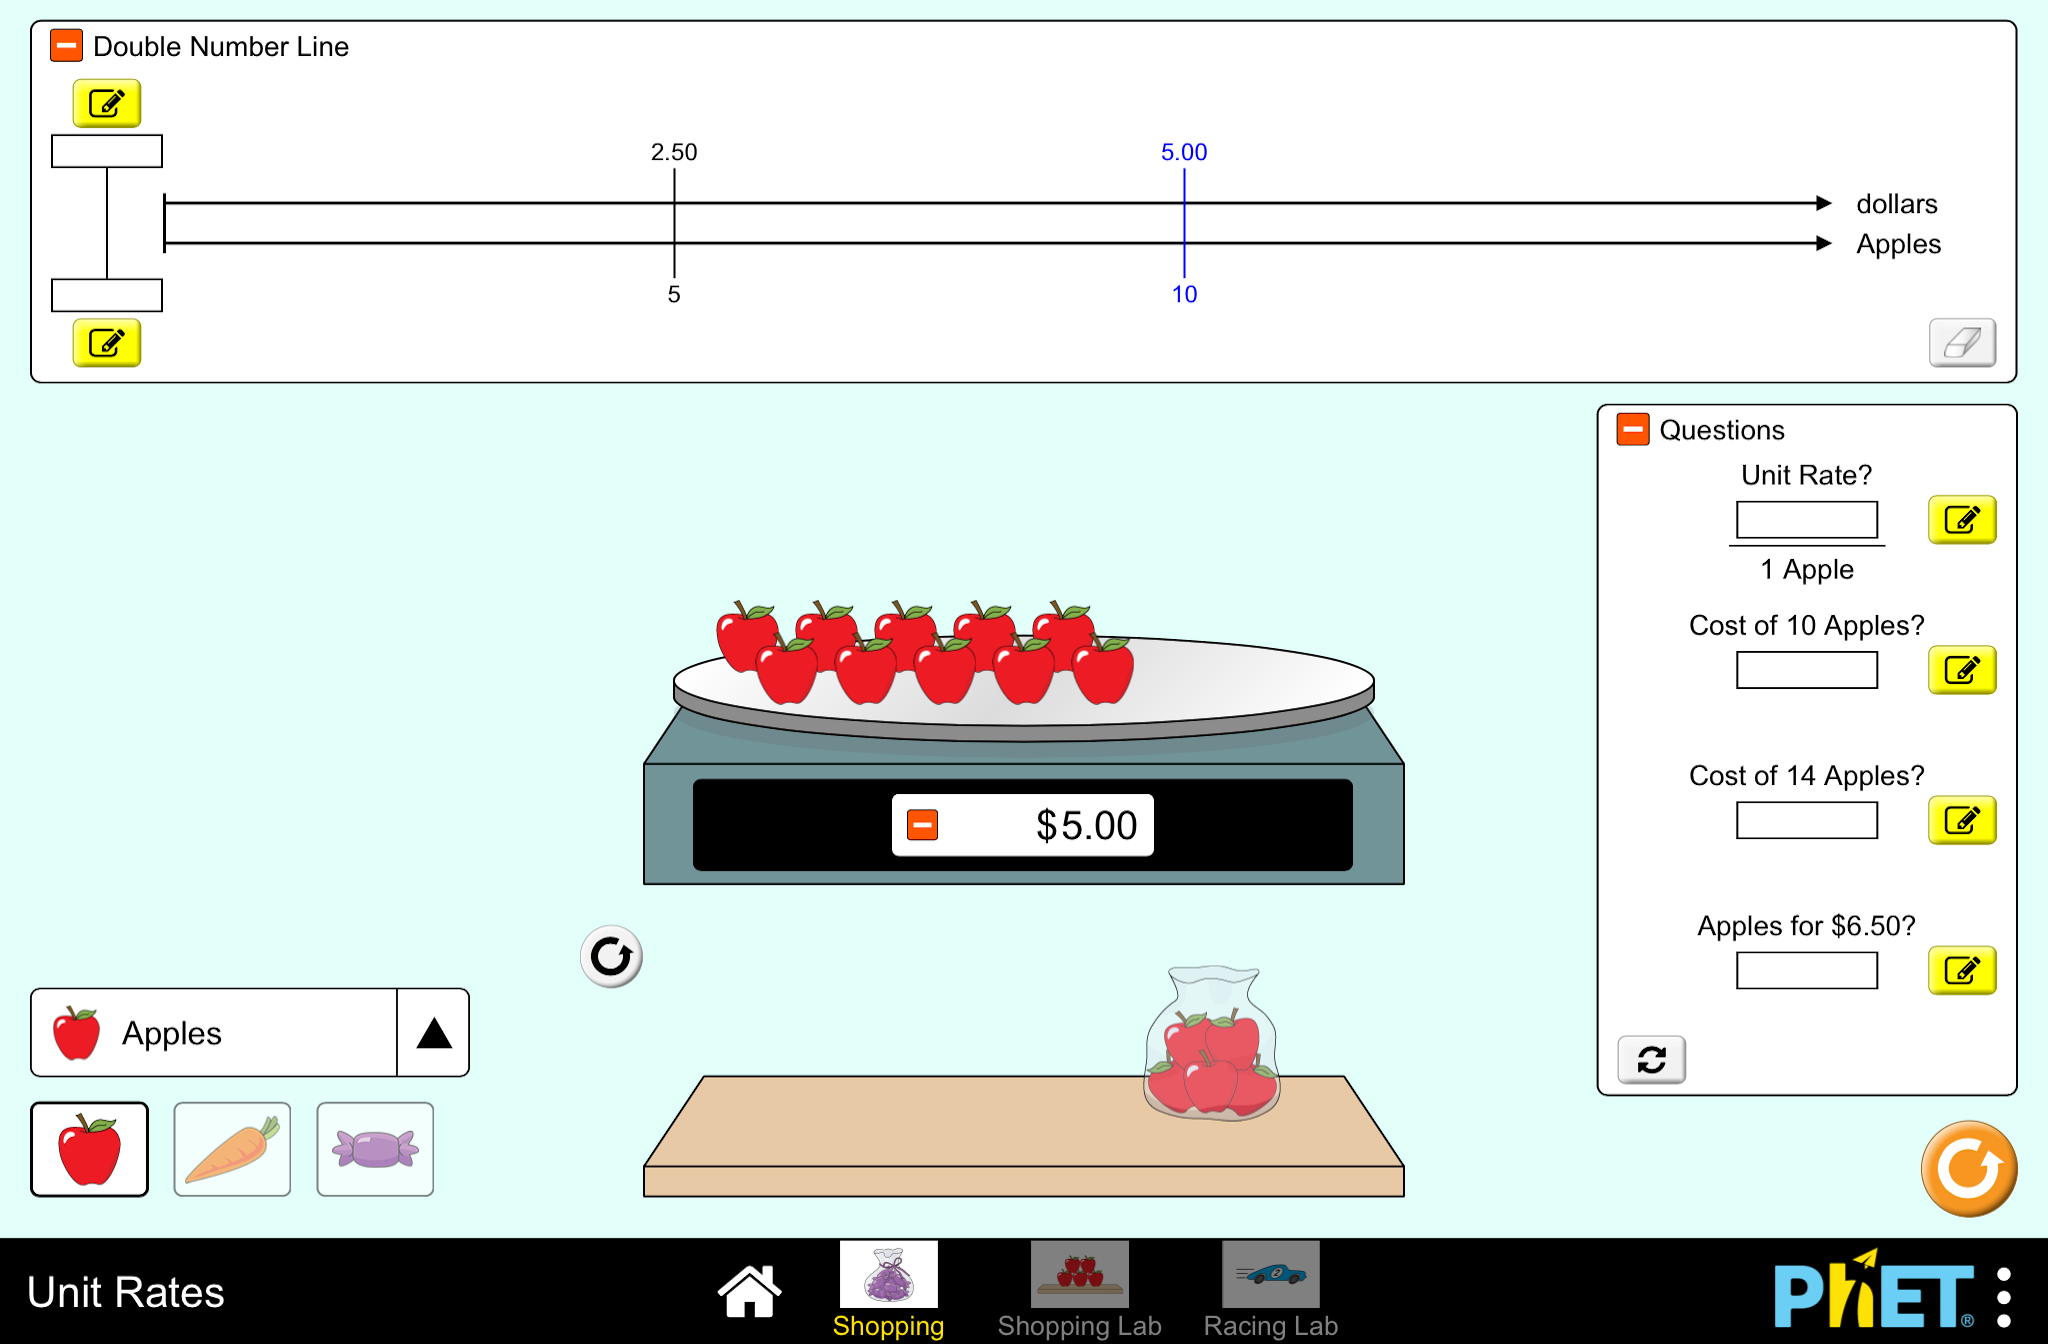 Double Number Line
2.50
5.00
dollars
Apples
5
10
Questions
Unit Rate?
1 Apple
Cost of 10 Apples?
Cost of 14 Apples?
Apples for $6.50?
$5.00
Apples
Unit Rates
Shopping
Shopping Lab
2
Racing Lab
PhET®